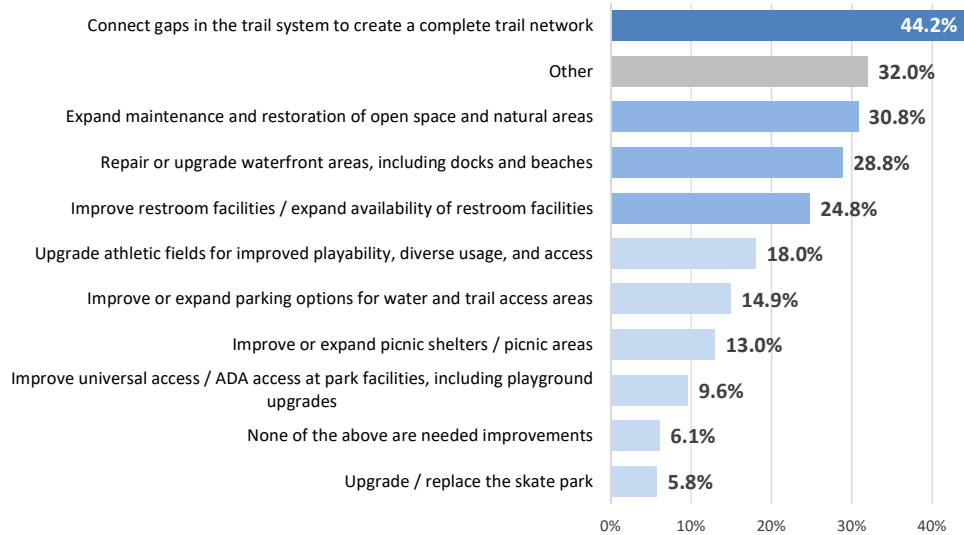 Connect gaps in the trail system to create a complete trail network 44.2%
Other 32.0%
Expand maintenance and restoration of open space and natural areas 30.8%
Repair or upgrade waterfront areas, including docks and beaches 28.8%
Improve restroom facilities / expand availability of restroom facilities 24.8%
Upgrade athletic fields for improved playability, diverse usage, and access 18.0%
Improve or expand parking options for water and trail access areas 14.9%
Improve or expand picnic shelters / picnic areas 13.0%
Improve universal access / ADA access at park facilities, including playground
upgrades 9.6%
None of the above are needed improvements 6.1%
Upgrade / replace the skate park 5.8%
0% 10% 20% 30% 40%